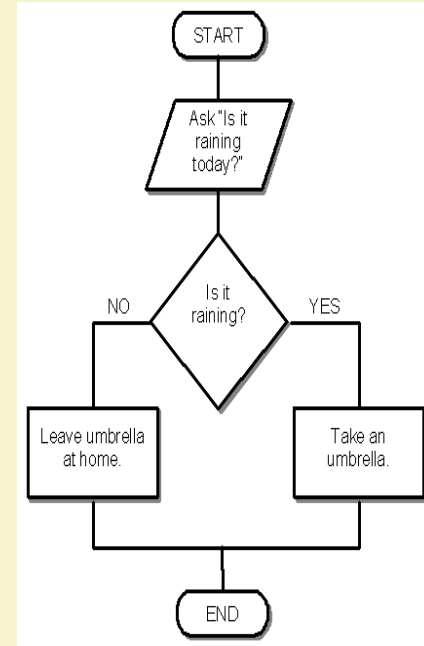 START
Ask "Is it
raining
today?"
Is it
raining?
NO
YES
Leave umbrella
at home.
Take an
umbrella.
END